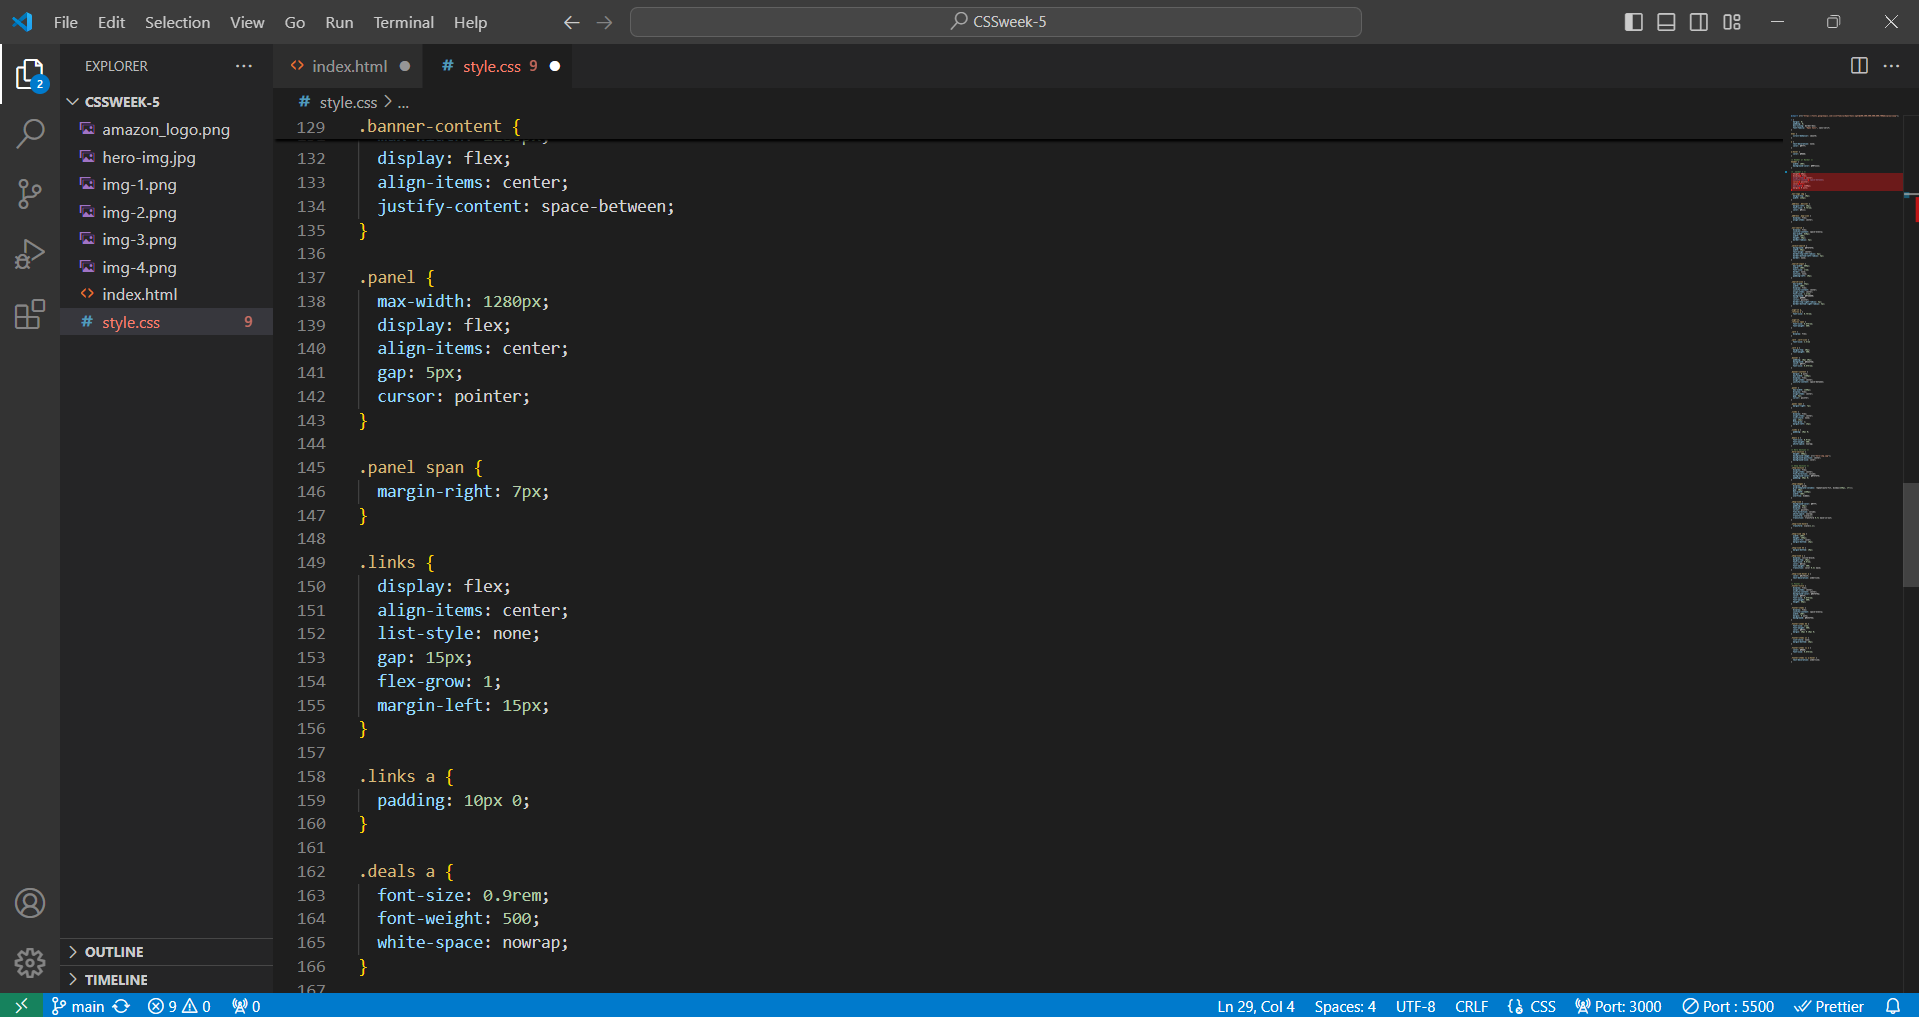 File Edit Selection View Go Run Terminal Help
CSSweek-5
EXPLORER
index.html
style.css 9
2
CSSWEEK-5
amazon_logo.png
hero-img.jpg
img-1.png
img-2.png
img-3.png
img-4.png
index.html
style.css 9
OUTLINE
TIMELINE
# style.css > ...
129 .banner-content {
132 display: flex;
133 align-items: center;
134 justify-content: space-between;
135 }
136
137 .panel {
138 max-width: 1280px;
139 display: flex;
140 align-items: center;
141 gap: 5px;
142 cursor: pointer;
143 }
144
145 .panel span {
146 margin-right: 7px;
147 }
148
149 .links {
150 display: flex;
151 align-items: center;
152 list-style: none;
153 gap: 15px;
154 flex-grow: 1;
155 margin-left: 15px;
156 }
157
158 .links a {
159 padding: 10px 0;
160 }
161
162 .deals a {
163 font-size: 0.9rem;
164 font-weight: 500;
165 white-space: nowrap;
166 }
167
main 9 0 0 Ln 29, Col 4 Spaces: 4 UTF-8 CRLF CSS Port: 3000 Port : 5500 Prettier